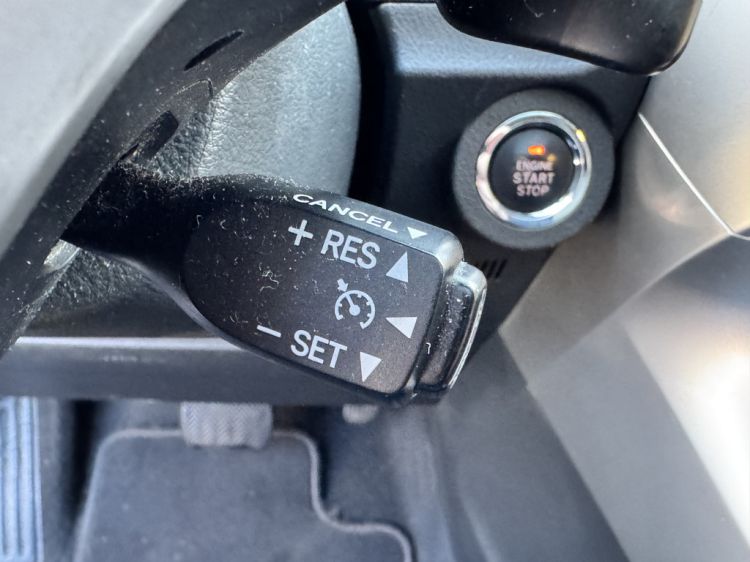 CANCEL
+ RES
- SET
ENGINE
START
STOP